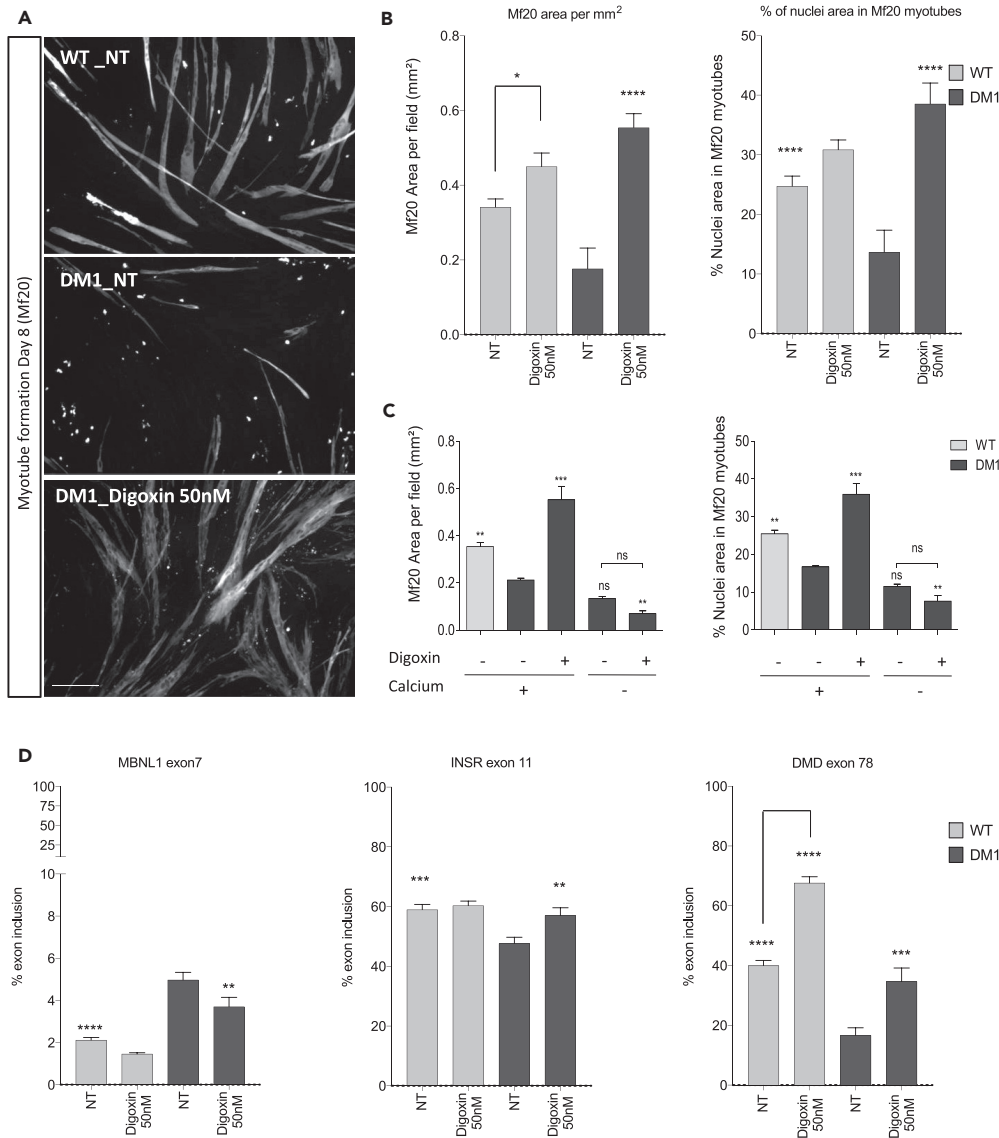 A
Myotube formation Day 8 (Mf20)
WT _NT
DM1_NT
DM1_Digoxin 50nM
B
Mf20 area per mm²
Mf20 Area per field (mm²)
0.8
0.6
0.4
0.2
0.0
*
****
NT
Digoxin
50nM
NT
Digoxin
50nM
% of nuclei area in Mf20 myotubes
% Nuclei area in Mf20 myotubes
50
40
30
20
10
0
****
****
NT
Digoxin
50nM
NT
Digoxin
50nM
WT
DM1
C
Mf20 Area per field (mm²)
0.8
0.6
0.4
0.2
0.0
**
***
ns
ns
**
% Nuclei area in Mf20 myotubes
50
40
30
20
10
0
**
***
ns
ns
**
WT
DM1
Digoxin - - + - + - - + - +
Calcium + - + -
D
MBNL1 exon7
% exon inclusion
100
75
50
25
10
8
6
4
2
0
****
**
NT
Digoxin
50nM
NT
Digoxin
50nM
INSR exon 11
% exon inclusion
100
80
60
40
20
0
***
**
NT
Digoxin
50nM
NT
Digoxin
50nM
DMD exon 78
% exon inclusion
100
80
60
40
20
0
****
****
***
NT
Digoxin
50nM
NT
Digoxin
50nM
WT
DM1